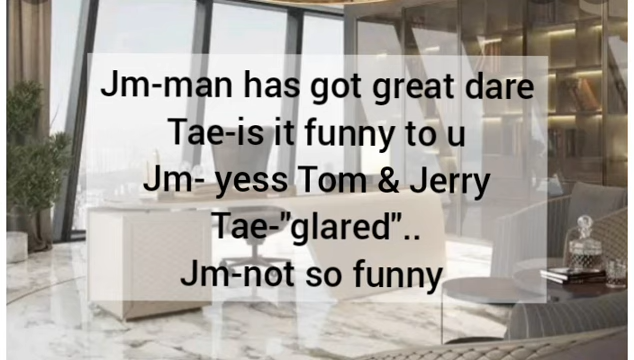 Jm-man has got great dare
Tae-is it funny to u
Jm- yess Tom & Jerry
Tae-"glared"..
Jm-not so funny